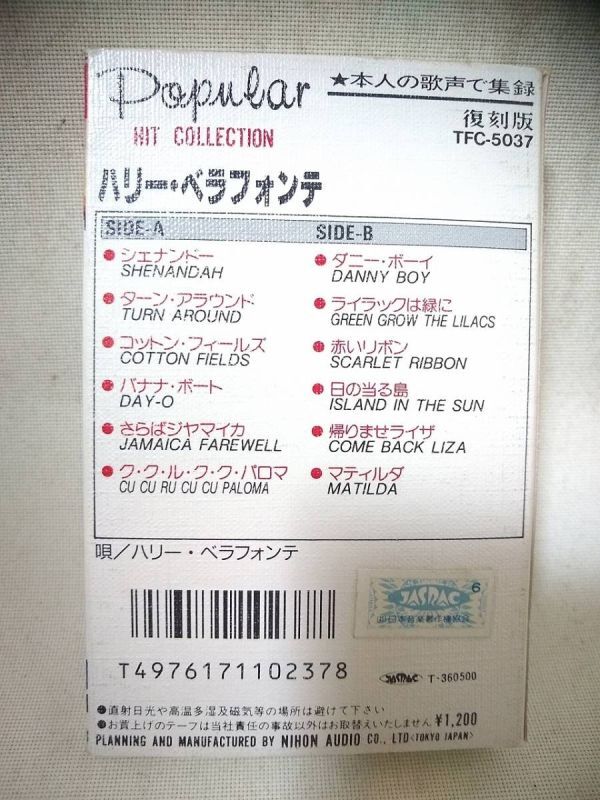 Popular
★本人の歌声で集録
HIT COLLECTION
復刻版
TFC-5037
ハリー・ベラフォンテ
SIDE-A
SIDE-B
●シェナンドー
SHENANDAH
●ターン・アラウンド
TURN AROUND
●コットン・フィールズ
COTTON FIELDS
●バナナ・ボート
DAY-O
●さらばジヤマイカ
JAMAICA FAREWELL
●ク・ク・ル・ク・ク・パロマ
CU CU RU CU CU PALOMA
●ダニー・ボーイ
DANNY BOY
●ライラックは緑に
GREEN GROW THE LILACS
●赤いリボン
SCARLET RIBBON
●日の当る島
ISLAND IN THE SUN
●帰りませライザ
COME BACK LIZA
●マティルダ
MATILDA
唄/ハリー・ベラフォンテ
JASRAC
6
T4976171102378
JASRAC T-360500
●直射日光や高温多湿及磁気等の場所は避けて下さい
●お買上げのテープは当社責任の事故以外はお取替えいたしません ¥1,200
PLANNING AND MANUFACTURED BY NIHON AUDIO CO., LTD<TOKYO JAPAN>